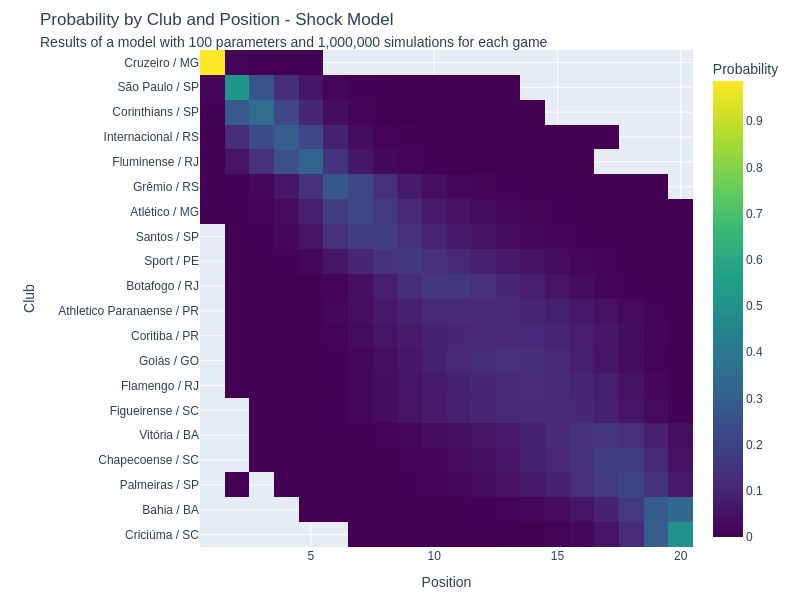 Probability by Club and Position - Shock Model
Results of a model with 100 parameters and 1,000,000 simulations for each game
Probability
Club
Cruzeiro / MG
São Paulo / SP
Corinthians / SP
Internacional / RS
Fluminense / RJ
Grêmio / RS
Atlético / MG
Santos / SP
Sport / PE
Botafogo / RJ
Athletico Paranaense / PR
Coritiba / PR
Goiás / GO
Flamengo / RJ
Figueirense / SC
Vitória / BA
Chapecoense / SC
Palmeiras / SP
Bahia / BA
Criciúma / SC
0.9
0.8
0.7
0.6
0.5
0.4
0.3
0.2
0.1
0
5 10 15 20
Position